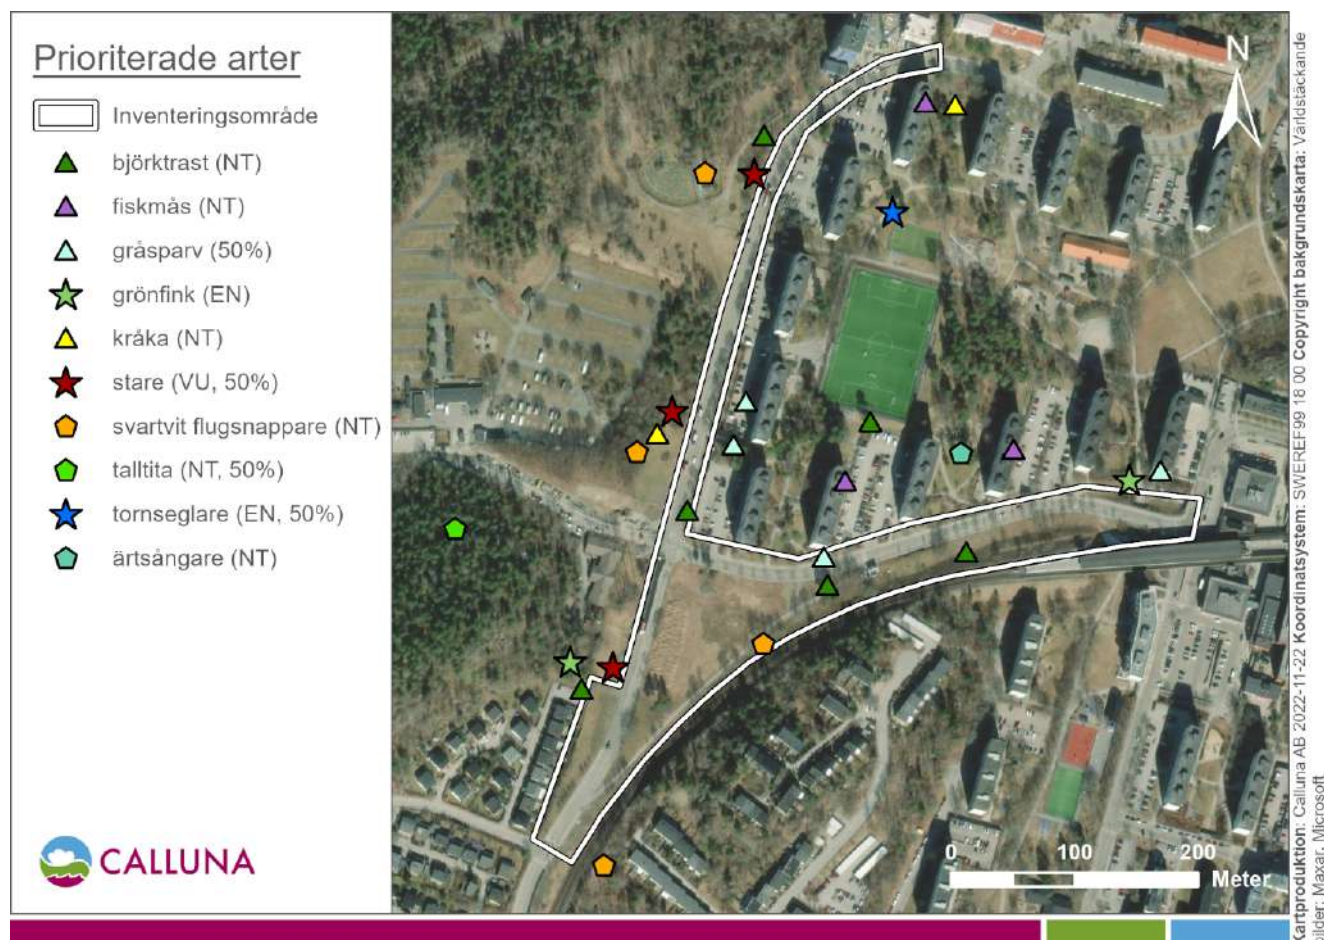 Prioriterade arter
Inventeringsområde
björktrast (NT)
fiskmås (NT)
gråsparv (50%)
grönfink (EN)
kråka (NT)
stare (VU, 50%)
svartvit flugsnappare (NT)
talltita (NT, 50%)
tornseglare (EN, 50%)
ärtsångare (NT)
CALLUNA
N
0 100 200
Meter
Kartproduktion: Calluna AB 2022-11-22 Koordinatsystem: SWEREF99 18 00 Copyright bakgrundskarta: Världstäckande
bilder: Maxar, Microsoft